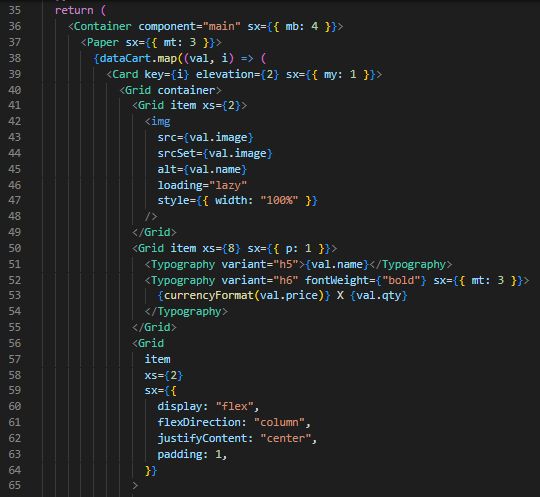 35 return (
36 <Container component="main" sx={{ mb: 4 }}>
37 <Paper sx={{ mt: 3 }}>
38 {dataCart.map((val, i) => (
39 <Card key={i} elevation={2} sx={{ my: 1 }}>
40 <Grid container>
41 <Grid item xs={2}>
42 <img
43 src={val.image}
44 srcSet={val.image}
45 alt={val.name}
46 loading="lazy"
47 style={{ width: "100%" }}
48 />
49 </Grid>
50 <Grid item xs={8} sx={{ p: 1 }}>
51 <Typography variant="h5">{val.name}</Typography>
52 <Typography variant="h6" fontWeight={"bold"} sx={{ mt: 3 }}>
53 {currencyFormat(val.price)} X {val.qty}
54 </Typography>
55 </Grid>
56 <Grid
57 item
58 xs={2}
59 sx={{
60 display: "flex",
61 flexDirection: "column",
62 justifyContent: "center",
63 padding: 1,
64 }}
65 >